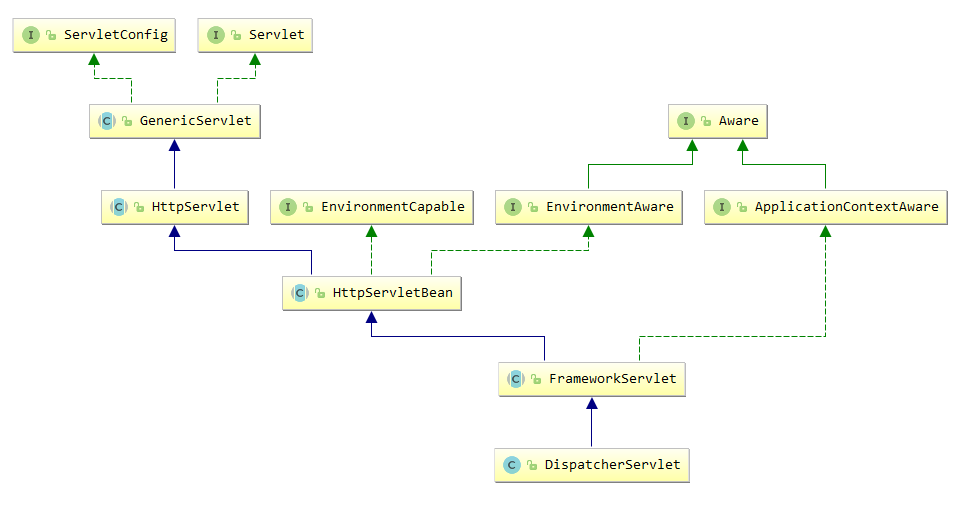 I ServletConfig
I Servlet
C GenericServlet
I Aware
C HttpServlet
I EnvironmentCapable
I EnvironmentAware
I ApplicationContextAware
C HttpServletBean
C FrameworkServlet
C DispatcherServlet